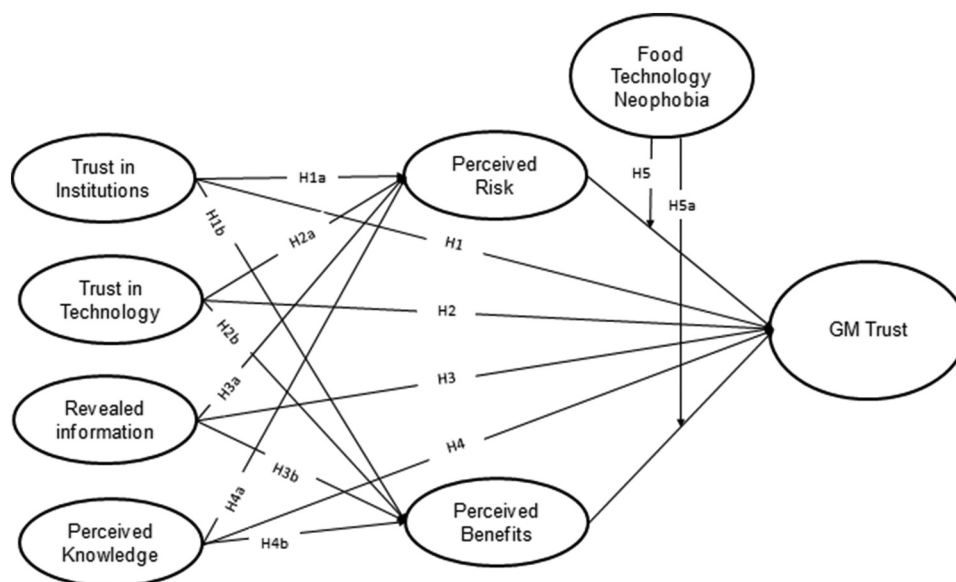 Food
Technology
Neophobia
Trust in
Institutions
H1a
Perceived
Risk
H5
H5a
H1b
H2a
H1
Trust in
Technology
H2
H2b
GM Trust
H3a
H3
Revealed
information
H4
H3b
H4a
Perceived
Knowledge
H4b
Perceived
Benefits